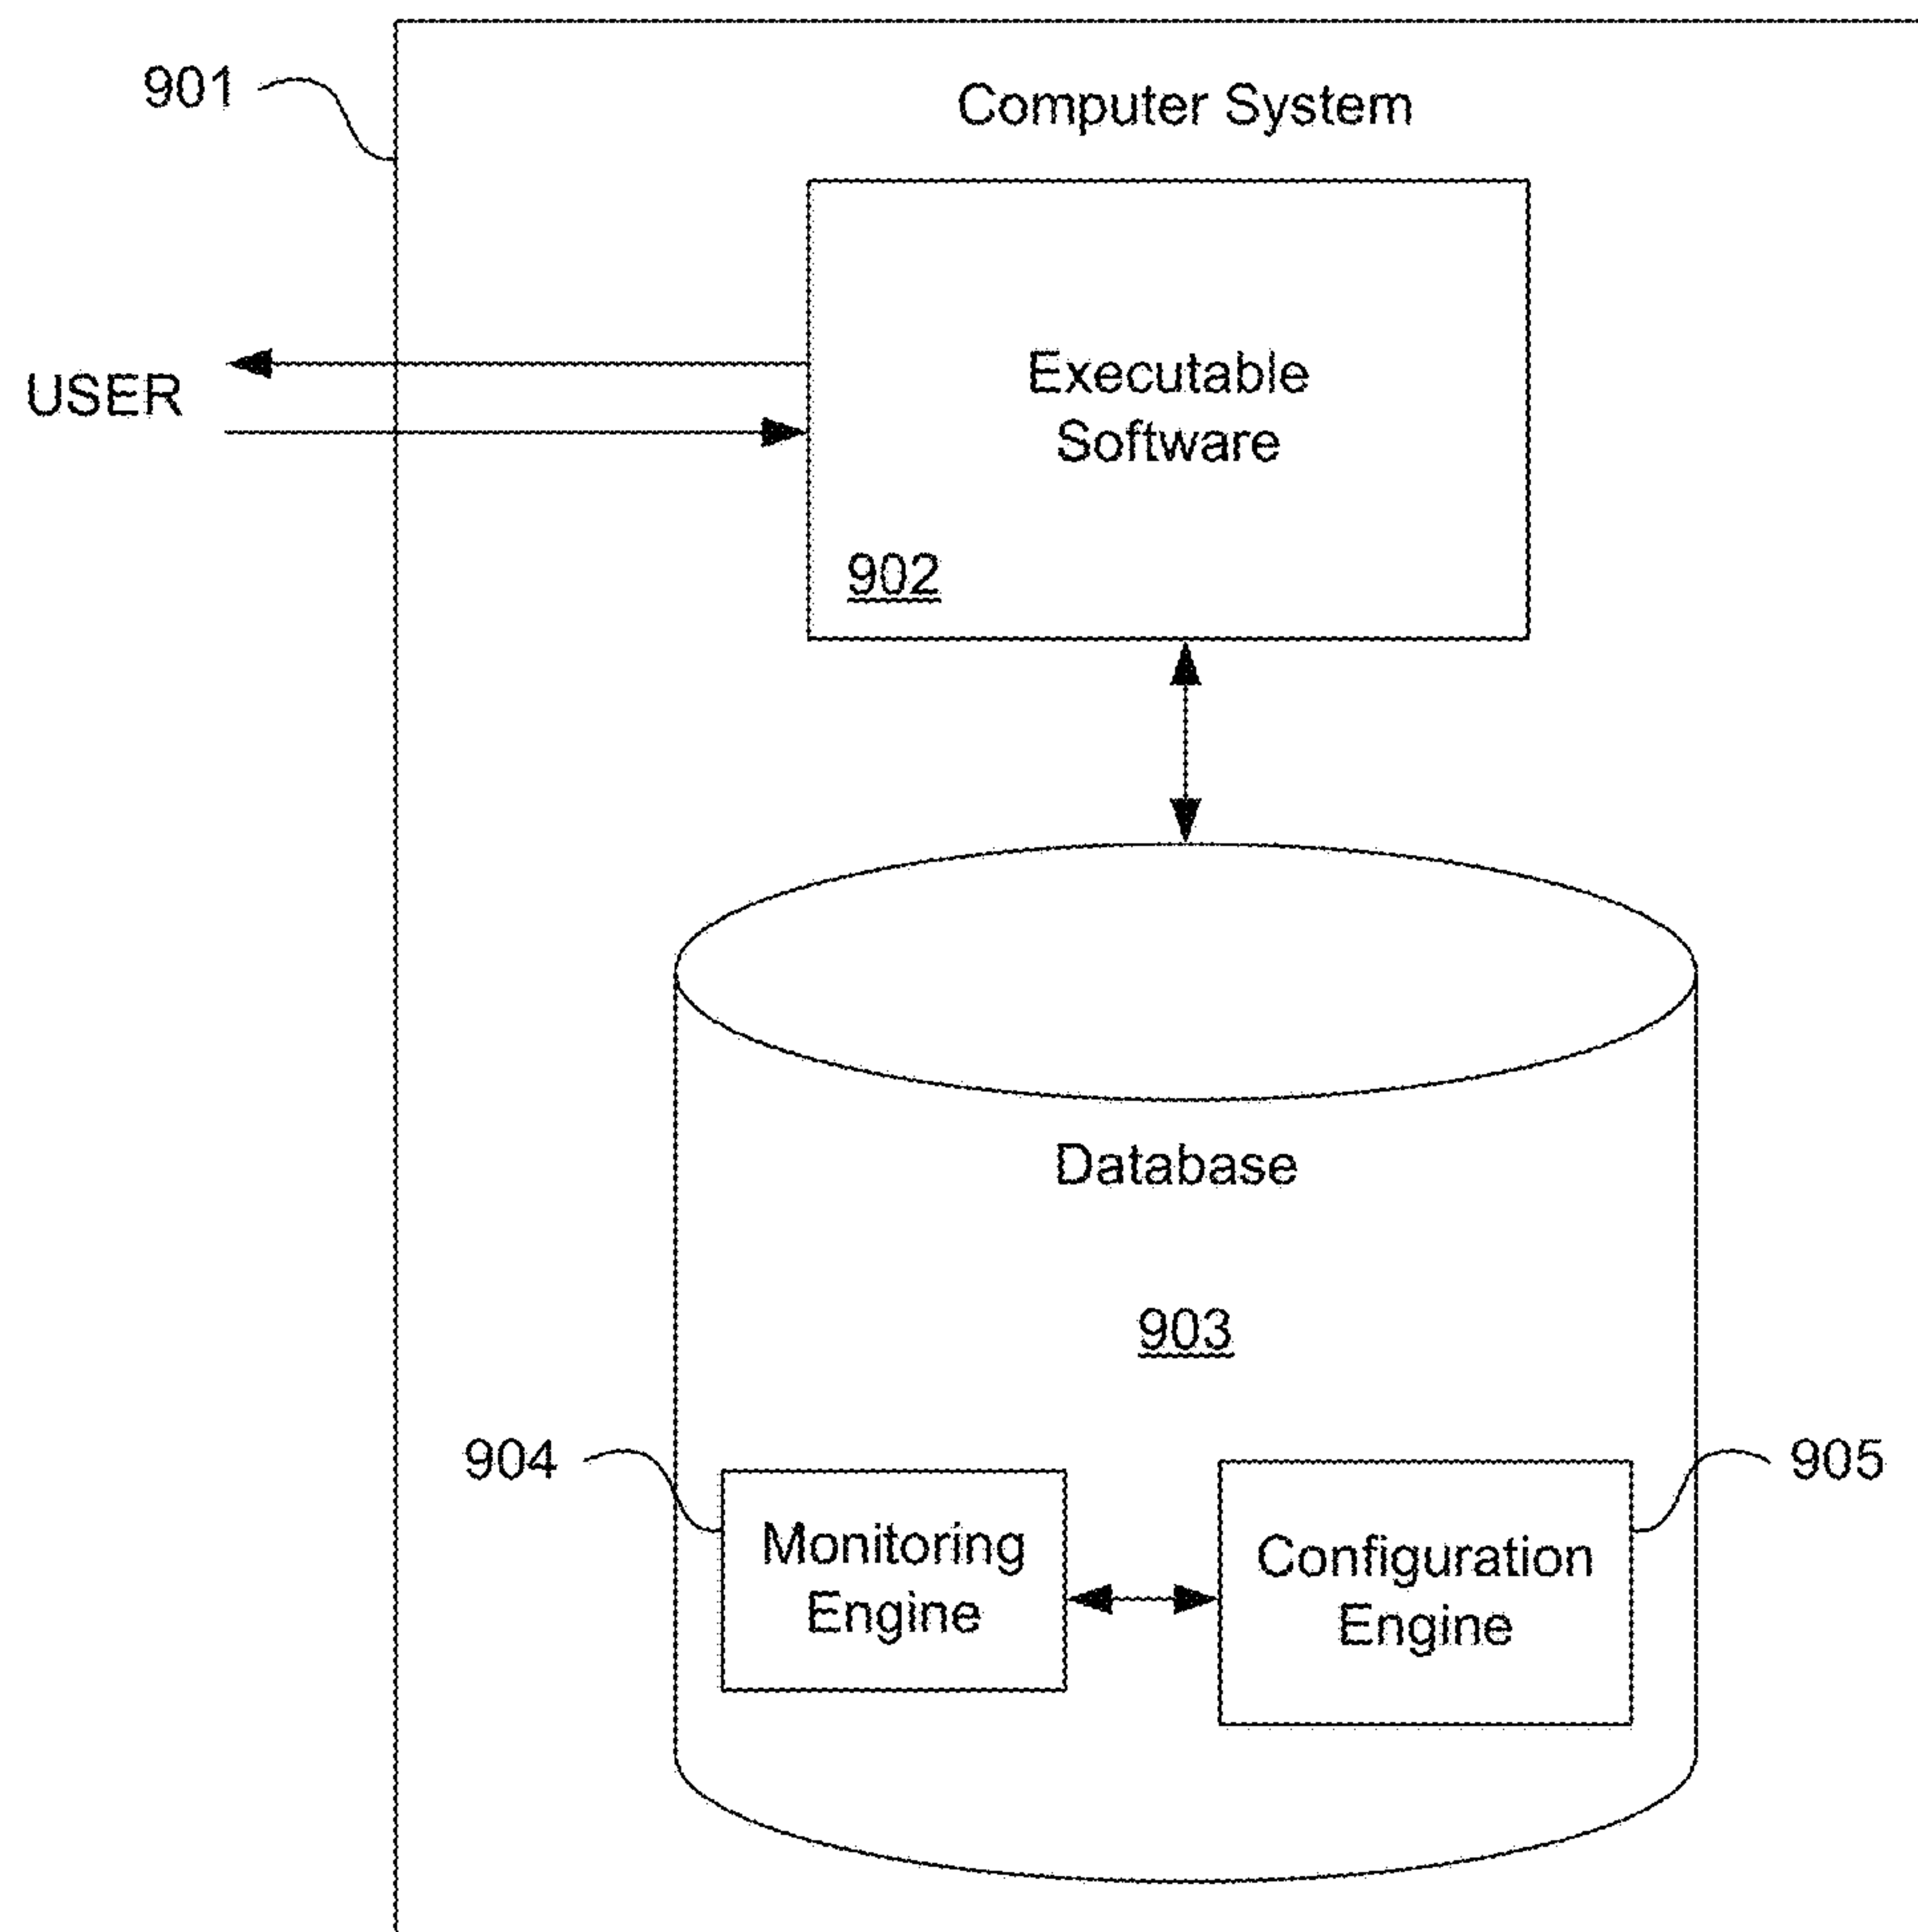 901
Computer System
USER
Executable
Software
902
Database
903
904
905
Monitoring
Engine
Configuration
Engine